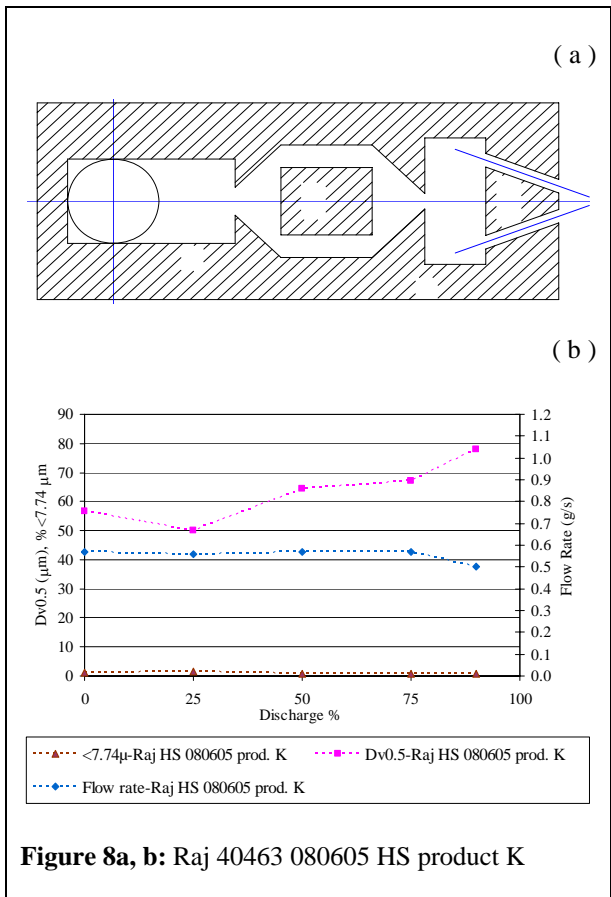 ( a )
( b )
Dv0.5 (µm), % <7.74 µm
90
80
70
60
50
40
30
20
10
0
1.2
1.1
1.0
0.9
0.8
0.7
0.6
0.5
0.4
0.3
0.2
0.1
0.0
Flow Rate (g/s)
0 25 50 75 100
Discharge %
<7.74µ-Raj HS 080605 prod. K
Dv0.5-Raj HS 080605 prod. K
Flow rate-Raj HS 080605 prod. K
Figure 8a, b: Raj 40463 080605 HS product K